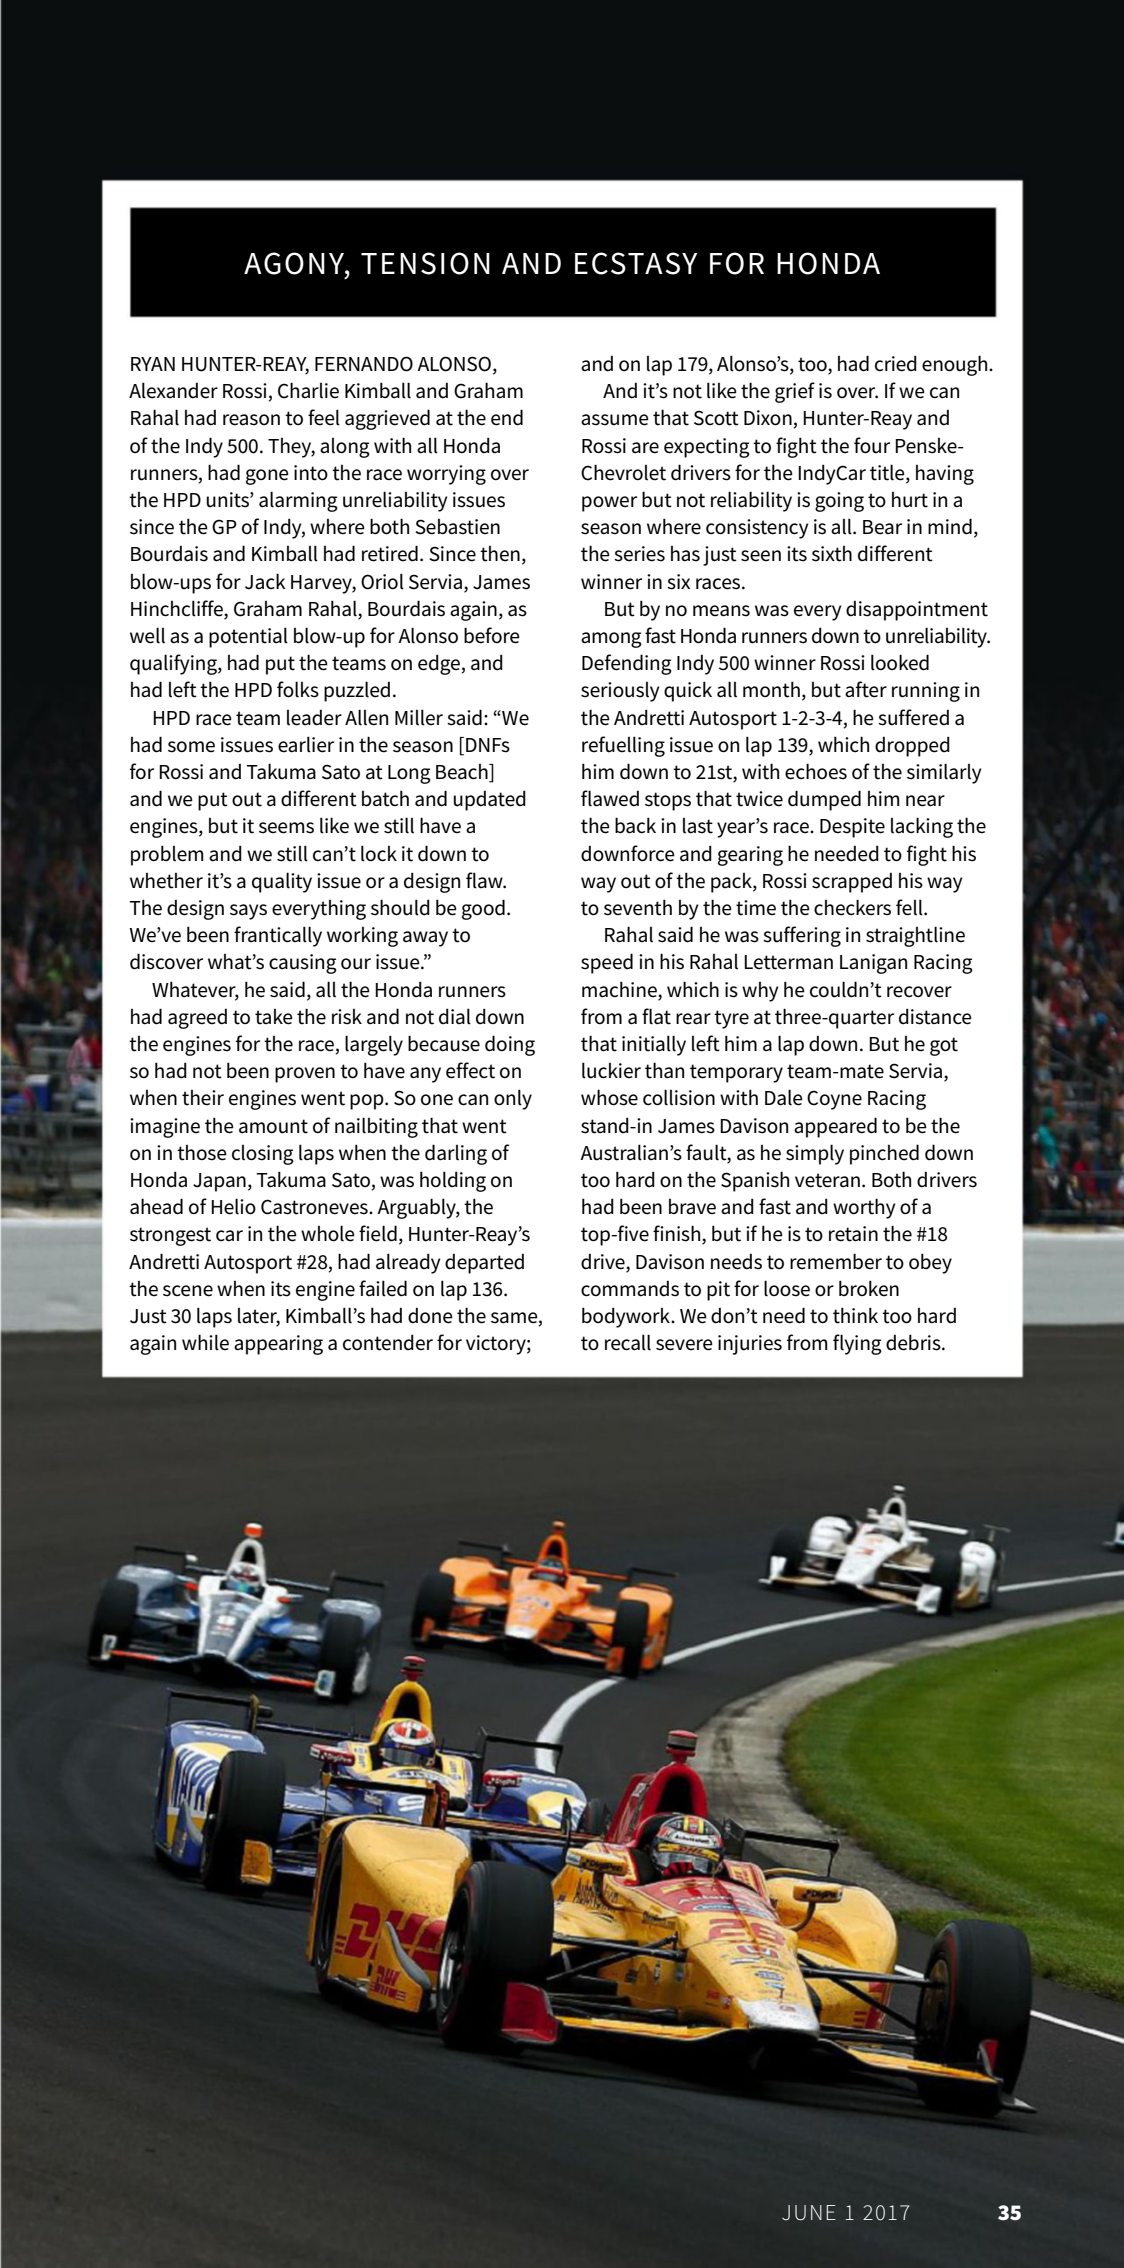 AGONY, TENSION AND ECSTASY FOR HONDA
RYAN HUNTER-REAY, FERNANDO ALONSO,
Alexander Rossi, Charlie Kimball and Graham
Rahal had reason to feel aggrieved at the end
of the Indy 500. They, along with all Honda
runners, had gone into the race worrying over
the HPD units’ alarming unreliability issues
since the GP of Indy, where both Sebastien
Bourdais and Kimball had retired. Since then,
blow-ups for Jack Harvey, Oriol Servia, James
Hinchcliffe, Graham Rahal, Bourdais again, as
well as a potential blow-up for Alonso before
qualifying, had put the teams on edge, and
had left the HPD folks puzzled.
HPD race team leader Allen Miller said: “We
had some issues earlier in the season [DNFs
for Rossi and Takuma Sato at Long Beach]
and we put out a different batch and updated
engines, but it seems like we still have a
problem and we still can’t lock it down to
whether it’s a quality issue or a design flaw.
The design says everything should be good.
We’ve been frantically working away to
discover what’s causing our issue.”
Whatever, he said, all the Honda runners
had agreed to take the risk and not dial down
the engines for the race, largely because doing
so had not been proven to have any effect on
when their engines went pop. So one can only
imagine the amount of nailbiting that went
on in those closing laps when the darling of
Honda Japan, Takuma Sato, was holding on
ahead of Helio Castroneves. Arguably, the
strongest car in the whole field, Hunter-Reay’s
Andretti Autosport #28, had already departed
the scene when its engine failed on lap 136.
Just 30 laps later, Kimball’s had done the same,
again while appearing a contender for victory;
and on lap 179, Alonso’s, too, had cried enough.
And it’s not like the grief is over. If we can
assume that Scott Dixon, Hunter-Reay and
Rossi are expecting to fight the four Penske-
Chevrolet drivers for the IndyCar title, having
power but not reliability is going to hurt in a
season where consistency is all. Bear in mind,
the series has just seen its sixth different
winner in six races.
But by no means was every disappointment
among fast Honda runners down to unreliability.
Defending Indy 500 winner Rossi looked
seriously quick all month, but after running in
the Andretti Autosport 1-2-3-4, he suffered a
refuelling issue on lap 139, which dropped
him down to 21st, with echoes of the similarly
flawed stops that twice dumped him near
the back in last year’s race. Despite lacking the
downforce and gearing he needed to fight his
way out of the pack, Rossi scrapped his way
to seventh by the time the checkers fell.
Rahal said he was suffering in straightline
speed in his Rahal Letterman Lanigan Racing
machine, which is why he couldn’t recover
from a flat rear tyre at three-quarter distance
that initially left him a lap down. But he got
luckier than temporary team-mate Servia,
whose collision with Dale Coyne Racing
stand-in James Davison appeared to be the
Australian’s fault, as he simply pinched down
too hard on the Spanish veteran. Both drivers
had been brave and fast and worthy of a
top-five finish, but if he is to retain the #18
drive, Davison needs to remember to obey
commands to pit for loose or broken
bodywork. We don’t need to think too hard
to recall severe injuries from flying debris.
DHL
28
JUNE 1 2017 35